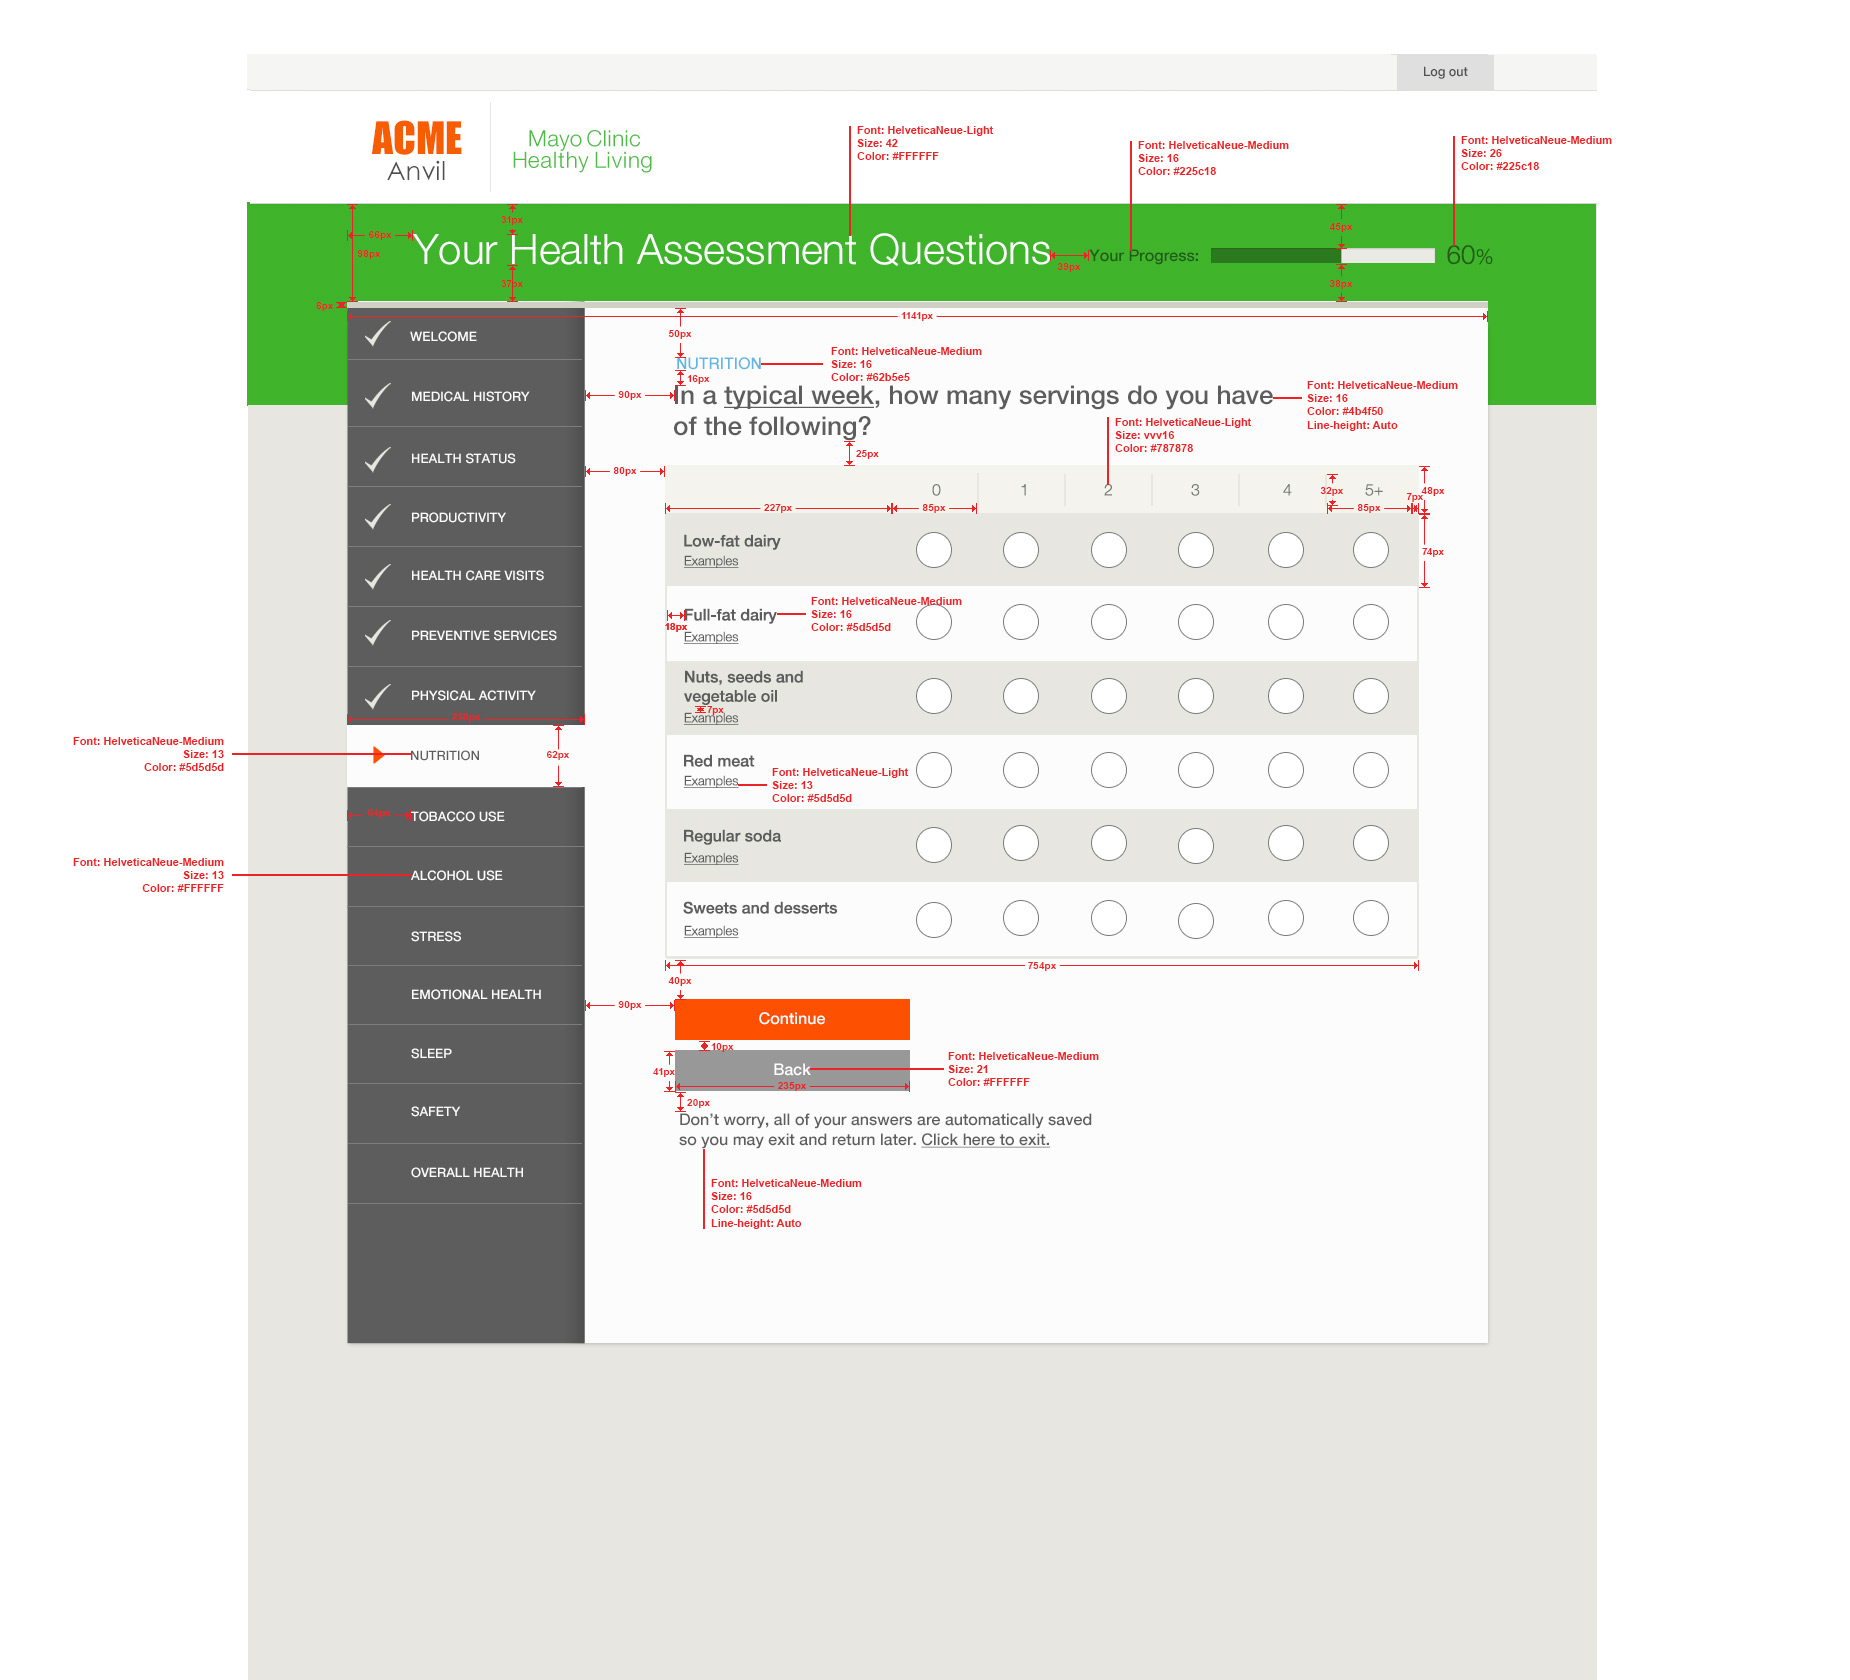 Log out
ACME
Anvil
Mayo Clinic
Healthy Living
Font: HelveticaNeue-Light
Size: 42
Color: #FFFFFF
Font: HelveticaNeue-Medium
Size: 16
Color: #225c18
Font: HelveticaNeue-Medium
Size: 26
Color: #225c18
31px
45px
66px
98px
Your Health Assessment Questions
39px
Your Progress:
60%
37px
38px
6px
1141px
WELCOME
MEDICAL HISTORY
HEALTH STATUS
PRODUCTIVITY
HEALTH CARE VISITS
PREVENTIVE SERVICES
PHYSICAL ACTIVITY
Font: HelveticaNeue-Medium
Size: 13
Color: #5d5d5d
NUTRITION
62px
TOBACCO USE
Font: HelveticaNeue-Medium
Size: 13
Color: #FFFFFF
ALCOHOL USE
STRESS
EMOTIONAL HEALTH
SLEEP
SAFETY
OVERALL HEALTH
50px
NUTRITION
Font: HelveticaNeue-Medium
Size: 16
Color: #62b5e5
16px
90px
In a typical week, how many servings do you have
of the following?
Font: HelveticaNeue-Medium
Size: 16
Color: #4b4f50
Line-height: Auto
Font: HelveticaNeue-Light
Size: vvv16
Color: #787878
25px
80px
0 1 2 3 4 5+
32px
48px
7px
227px
85px
85px
74px
Low-fat dairy
Examples
Full-fat dairy
Examples
18px
Font: HelveticaNeue-Medium
Size: 16
Color: #5d5d5d
Nuts, seeds and
vegetable oil
7px
Examples
Red meat
Examples
Font: HelveticaNeue-Light
Size: 13
Color: #5d5d5d
Regular soda
Examples
Sweets and desserts
Examples
754px
40px
90px
Continue
10px
41px
Back
235px
Font: HelveticaNeue-Medium
Size: 21
Color: #FFFFFF
20px
Don't worry, all of your answers are automatically saved
so you may exit and return later. Click here to exit.
Font: HelveticaNeue-Medium
Size: 16
Color: #5d5d5d
Line-height: Auto